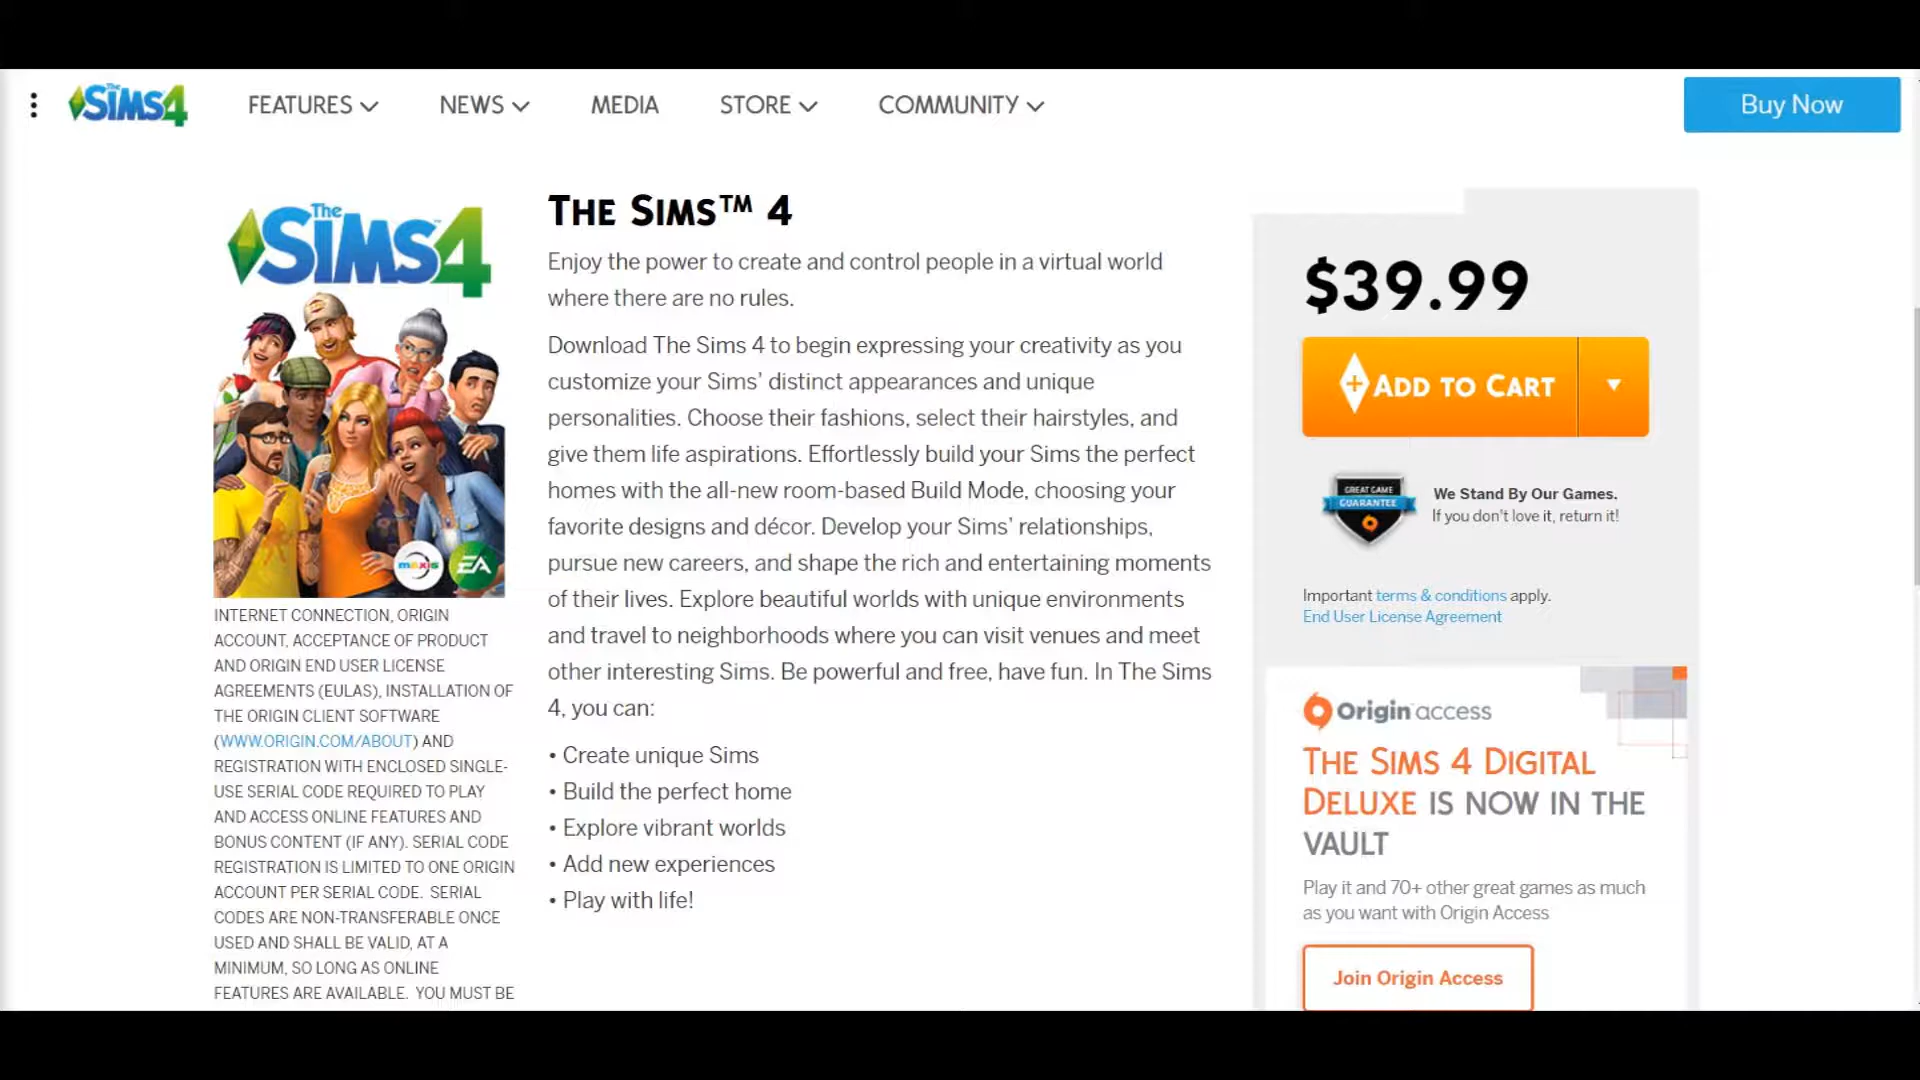 The SiMS 4
FEATURES
NEWS
MEDIA
STORE
COMMUNITY
Buy Now
The SiMS 4
maxis
EA
INTERNET CONNECTION, ORIGIN
ACCOUNT, ACCEPTANCE OF PRODUCT
AND ORIGIN END USER LICENSE
AGREEMENTS (EULAS), INSTALLATION OF
THE ORIGIN CLIENT SOFTWARE
(WWW.ORIGIN.COM/ABOUT) AND
REGISTRATION WITH ENCLOSED SINGLE-
USE SERIAL CODE REQUIRED TO PLAY
AND ACCESS ONLINE FEATURES AND
BONUS CONTENT (IF ANY). SERIAL CODE
REGISTRATION IS LIMITED TO ONE ORIGIN
ACCOUNT PER SERIAL CODE. SERIAL
CODES ARE NON-TRANSFERABLE ONCE
USED AND SHALL BE VALID, AT A
MINIMUM, SO LONG AS ONLINE
FEATURES ARE AVAILABLE. YOU MUST BE
THE SIMS™ 4
Enjoy the power to create and control people in a virtual world
where there are no rules.
Download The Sims 4 to begin expressing your creativity as you
customize your Sims’ distinct appearances and unique
personalities. Choose their fashions, select their hairstyles, and
give them life aspirations. Effortlessly build your Sims the perfect
homes with the all-new room-based Build Mode, choosing your
favorite designs and décor. Develop your Sims’ relationships,
pursue new careers, and shape the rich and entertaining moments
of their lives. Explore beautiful worlds with unique environments
and travel to neighborhoods where you can visit venues and meet
other interesting Sims. Be powerful and free, have fun. In The Sims
4, you can:
• Create unique Sims
• Build the perfect home
• Explore vibrant worlds
• Add new experiences
• Play with life!
$39.99
ADD TO CART
GREAT GAME
GUARANTEE
We Stand By Our Games.
If you don't love it, return it!
Important terms & conditions apply.
End User License Agreement
Origin access
THE SIMS 4 DIGITAL
DELUXE IS NOW IN THE
VAULT
Play it and 70+ other great games as much
as you want with Origin Access
Join Origin Access